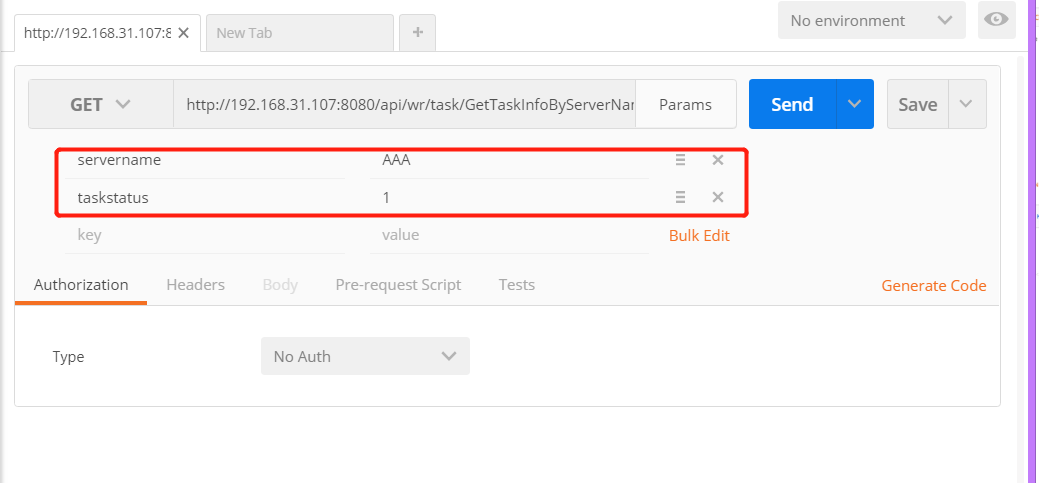 http://192.168.31.107:8
New Tab
No environment
GET
http://192.168.31.107:8080/api/wr/task/GetTaskInfoByServerNar
Params
Send
Save
servername AAA
taskstatus 1
key value
Bulk Edit
Authorization Headers Body Pre-request Script Tests
Generate Code
Type No Auth